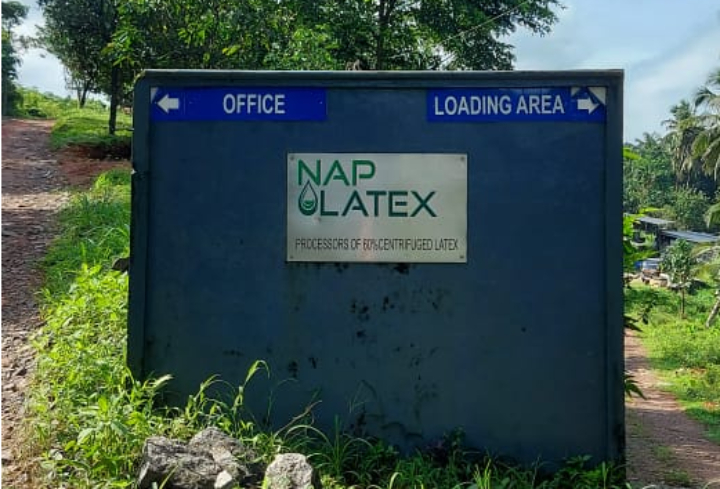 OFFICE
LOADING AREA
NAP
LATEX
PROCESSORS OF 60%CENTRIFUGED LATEX